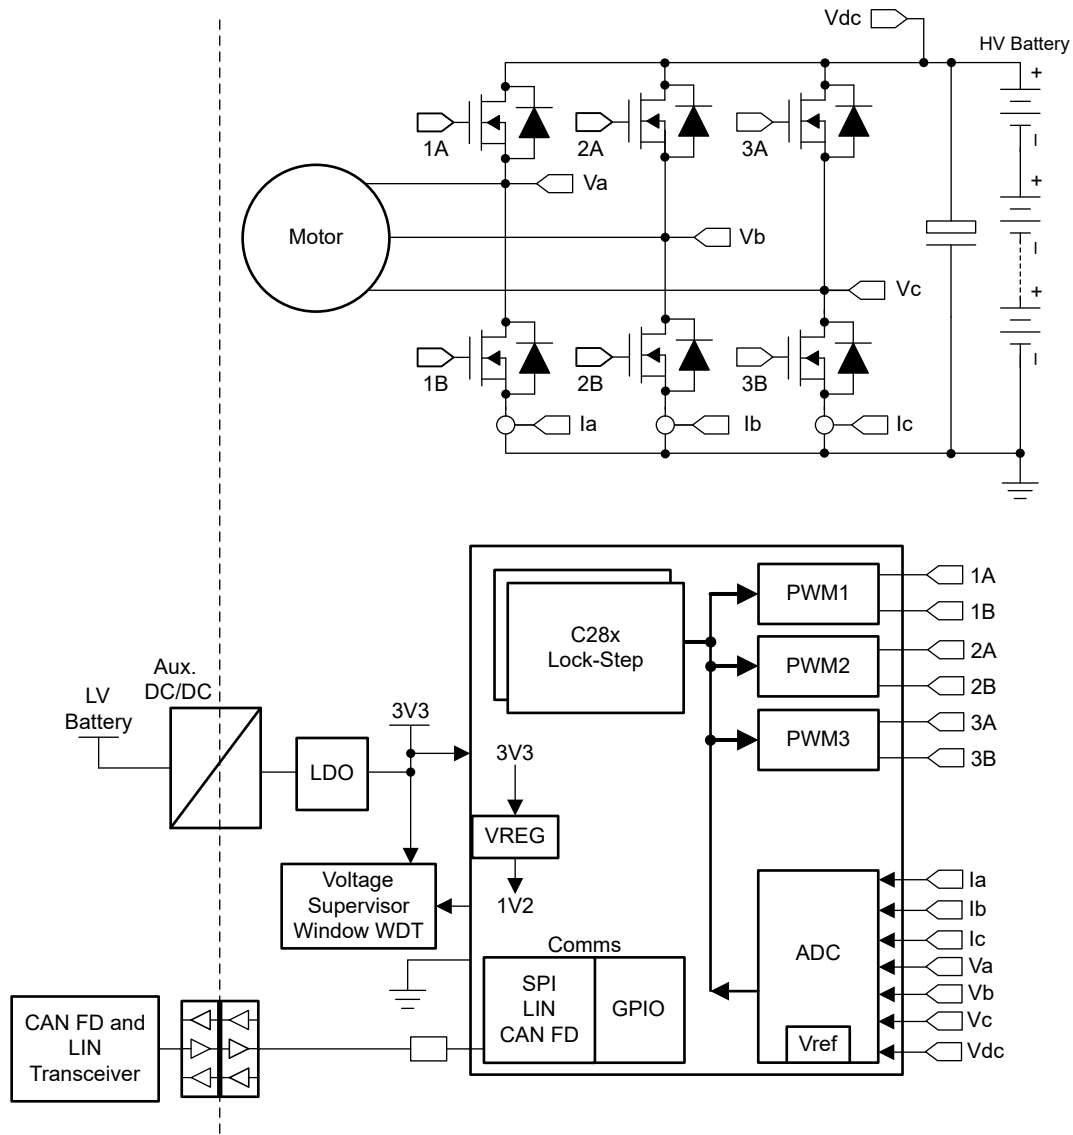 Vdc
HV Battery
+
1A
2A
3A
+
Va
Motor
Vb
+
Vc
1B
2B
3B
Ia
Ib
Ic
C28x
Lock-Step
PWM1
1A
1B
PWM2
2A
2B
PWM3
3A
3B
Aux.
DC/DC
LV
Battery
LDO
3V3
3V3
VREG
1V2
Voltage
Supervisor
Window WDT
Comms
SPI
LIN
CAN FD
GPIO
ADC
Vref
Ia
Ib
Ic
Va
Vb
Vc
Vdc
CAN FD and
LIN
Transceiver